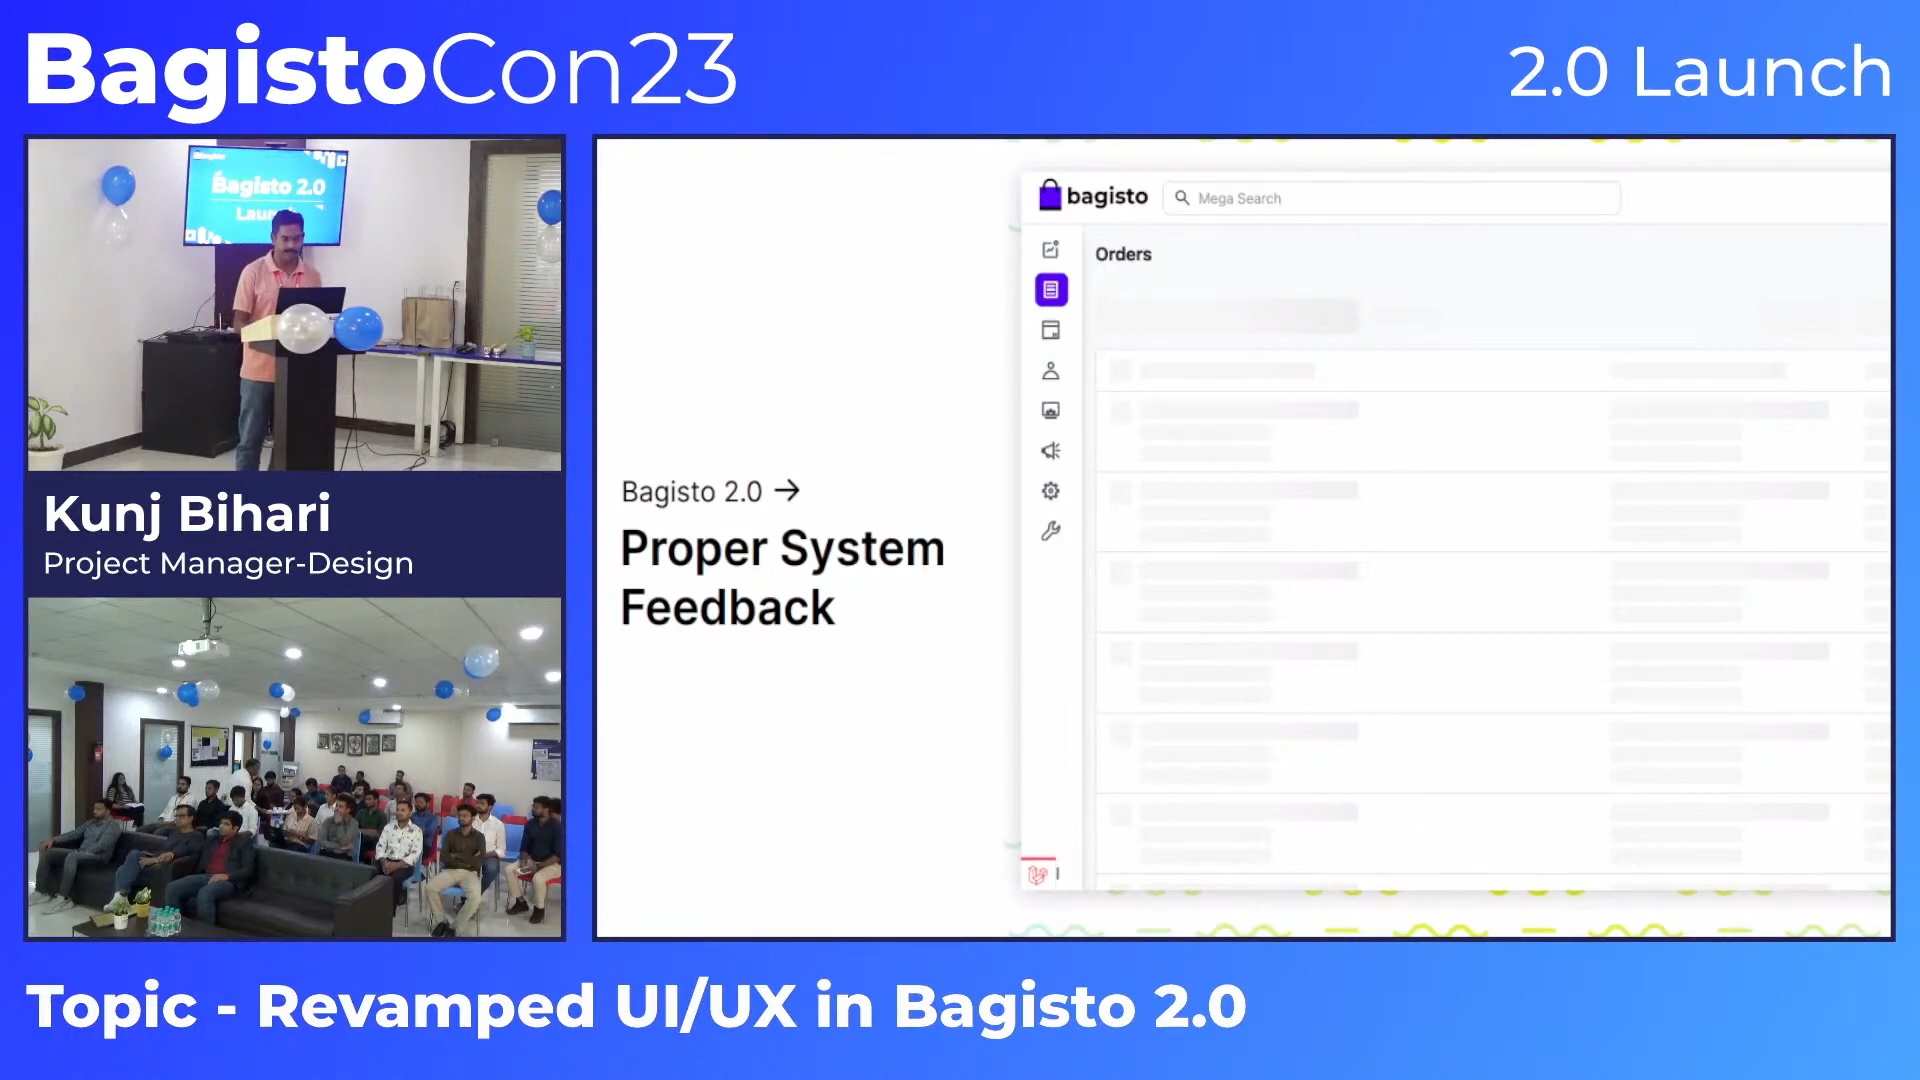 BagistoCon23
2.0 Launch
Bagisto 2.0
Kunj Bihari
Project Manager-Design
Bagisto 2.0 →
Proper System
Feedback
bagisto
Mega Search
Orders
Topic - Revamped UI/UX in Bagisto 2.0